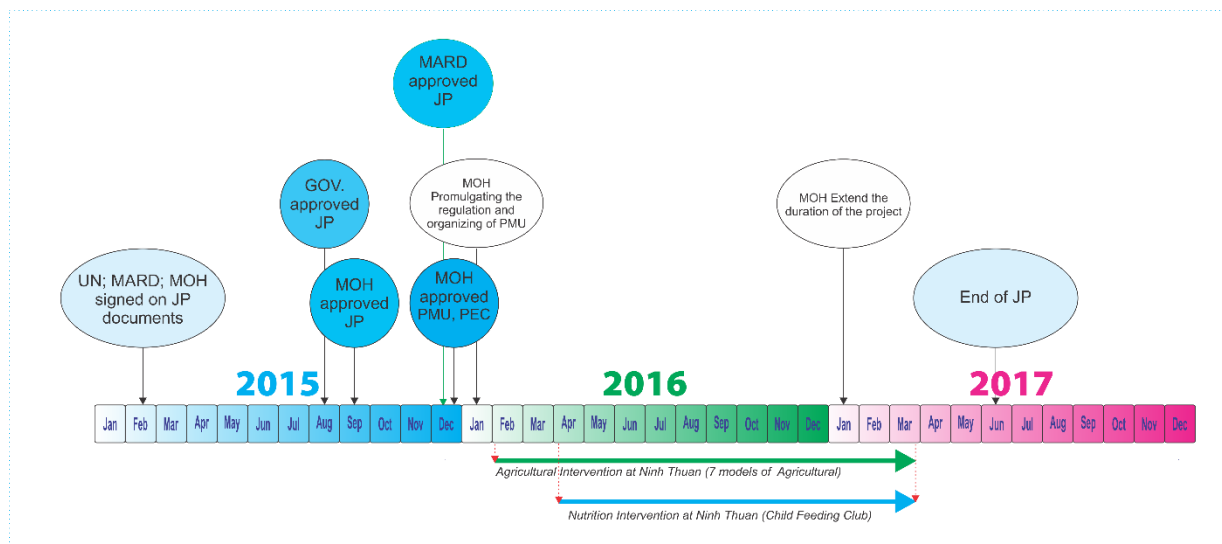 MARD
approved
JP
GOV.
approved
JP
MOH
Promulgating the
regulation and
organizing of PMU
MOH Extend the
duration of the project
UN; MARD; MOH
signed on JP
documents
MOH
approved
JP
MOH
approved
PMU, PEC
End of JP
2015
2016
2017
Jan Feb Mar Apr May Jun Jul Aug Sep Oct Nov Dec Jan Feb Mar Apr May Jun Jul Aug Sep Oct Nov Dec Jan Feb Mar Apr May Jun Jul Aug Sep Oct Nov Dec
Agricultural Intervention at Ninh Thuan (7 models of Agricultural)
Nutrition Intervention at Ninh Thuan (Child Feeding Club)